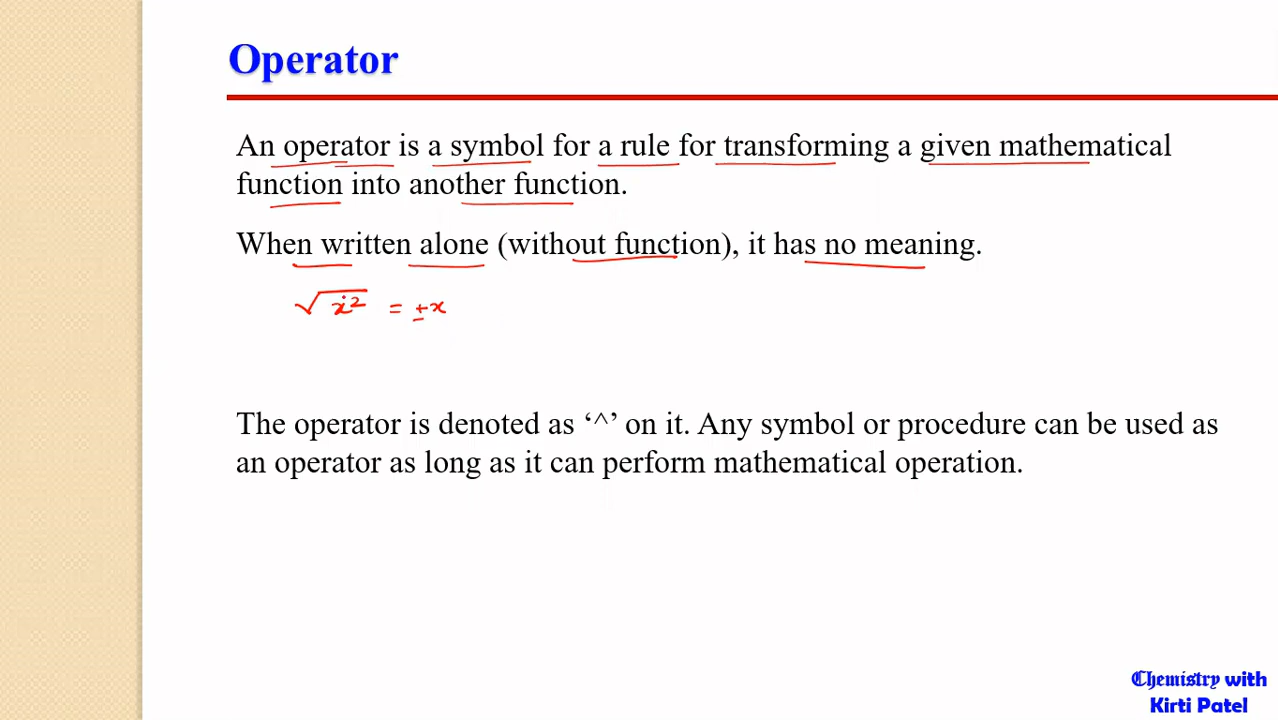 Operator
An operator is a symbol for a rule for transforming a given mathematical
function into another function.
When written alone (without function), it has no meaning.
√x² = ±x
The operator is denoted as ‘^’ on it. Any symbol or procedure can be used as
an operator as long as it can perform mathematical operation.
Chemistry with
Kirti Patel